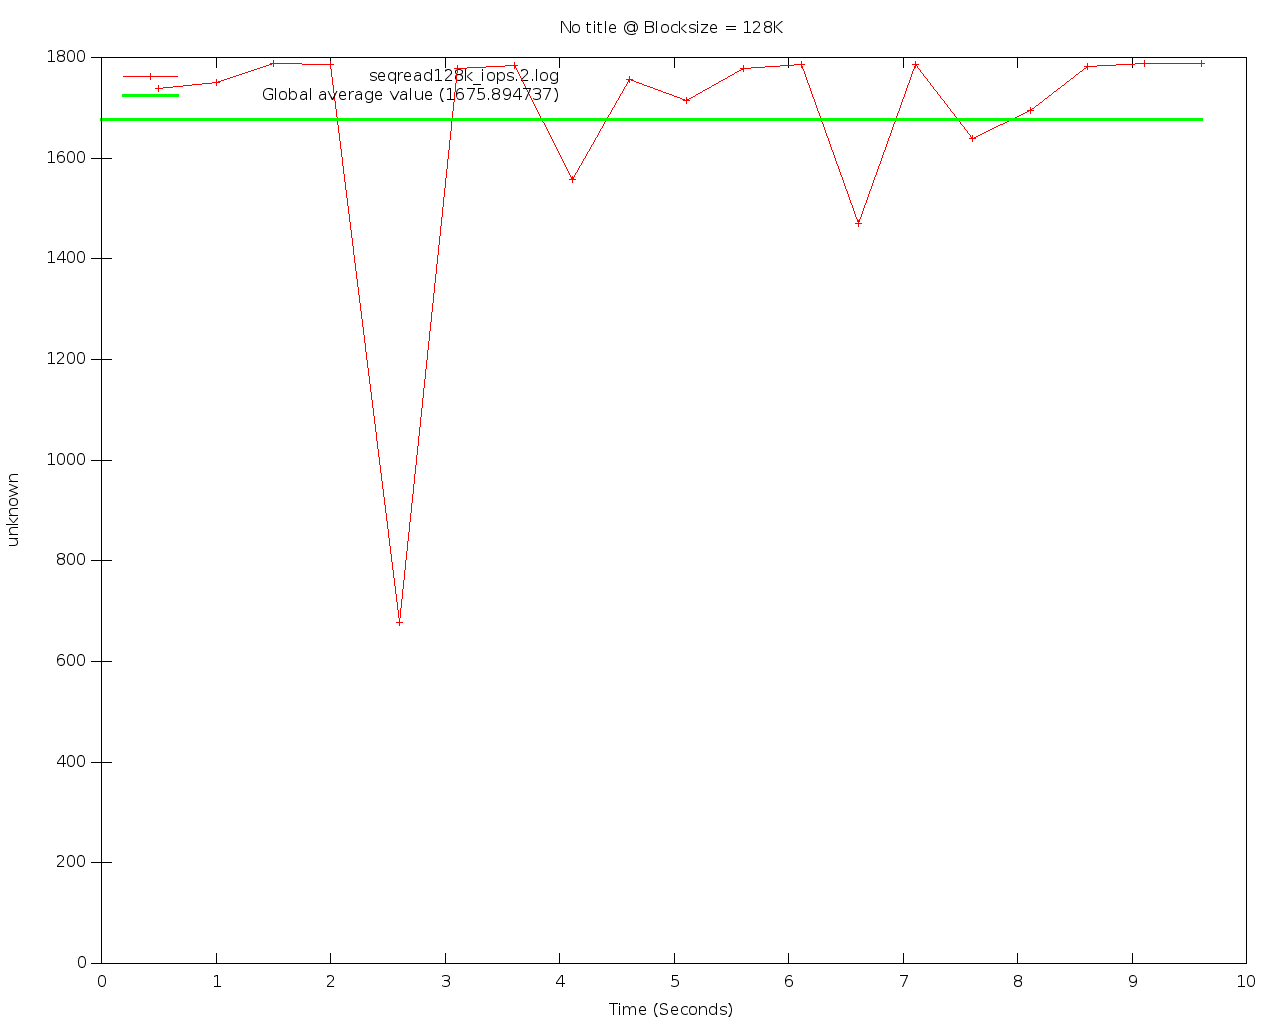 No title @ Blocksize = 128K
seqread128k_iops.2.log
Global average value (1675.894737)
1800
1600
1400
1200
1000
800
600
400
200
0
unknown
0 1 2 3 4 5 6 7 8 9 10
Time (Seconds)